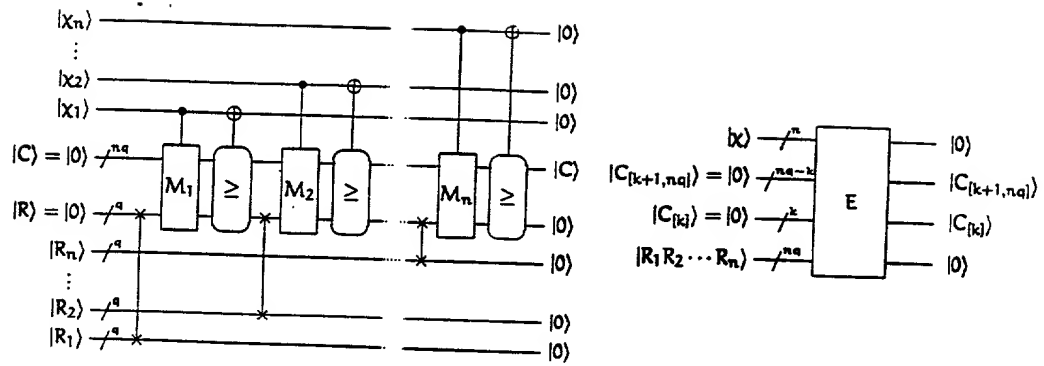 |χₙ⟩ |0⟩
⋮
|χ₂⟩ |0⟩
|χ₁⟩ |0⟩
|C⟩ = |0⟩ nq M₁ ≥ M₂ ≥ Mₙ ≥ |C⟩
|R⟩ = |0⟩ q |0⟩
|Rₙ⟩ q |0⟩
⋮
|R₂⟩ q |0⟩
|R₁⟩ q |0⟩
|χ⟩ n |0⟩
|C[k+1,nq]⟩ = |0⟩ nq−k E |C[k+1,nq]⟩
|C[k]⟩ = |0⟩ k |C[k]⟩
|R₁R₂⋯Rₙ⟩ nq |0⟩